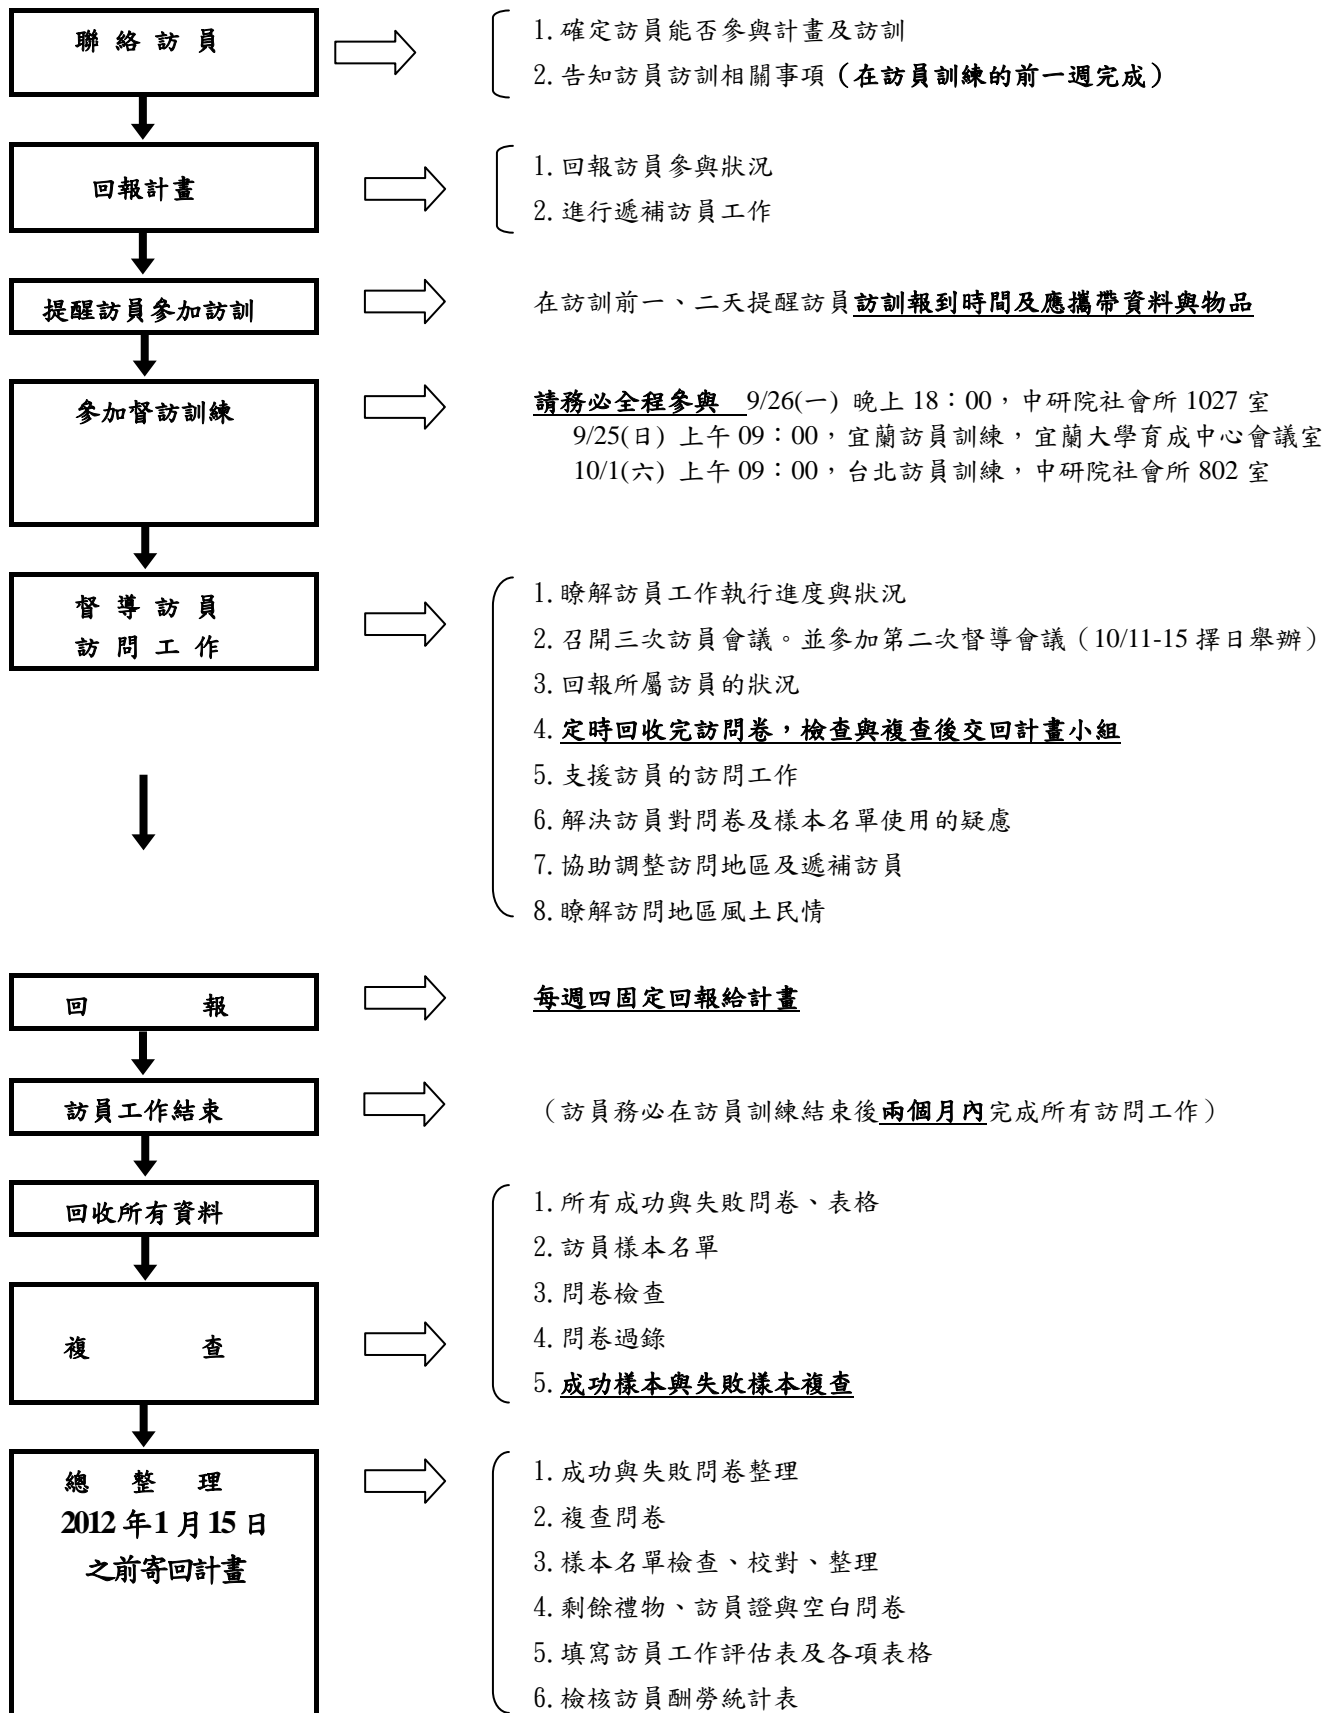 聯 絡 訪 員
1.確定訪員能否參與計畫及訪訓
2.告知訪員訪訓相關事項（在訪員訓練的前一週完成）
回報計畫
1.回報訪員參與狀況
2.進行遞補訪員工作
提醒訪員參加訪訓
在訪訓前一、二天提醒訪員訪訓報到時間及應攜帶資料與物品
參加督訪訓練
請務必全程參與 9/26(一) 晚上 18：00，中研院社會所 1027 室
9/25(日) 上午 09：00，宜蘭訪員訓練，宜蘭大學育成中心會議室
10/1(六) 上午 09：00，台北訪員訓練，中研院社會所 802 室
督 導 訪 員
訪 問 工 作
1.瞭解訪員工作執行進度與狀況
2.召開三次訪員會議。並參加第二次督導會議（10/11-15 擇日舉辦）
3.回報所屬訪員的狀況
4.定時回收完訪問卷，檢查與複查後交回計畫小組
5.支援訪員的訪問工作
6.解決訪員對問卷及樣本名單使用的疑慮
7.協助調整訪問地區及遞補訪員
8.瞭解訪問地區風土民情
回 報
每週四固定回報給計畫
訪員工作結束
（訪員務必在訪員訓練結束後兩個月內完成所有訪問工作）
回收所有資料
1.所有成功與失敗問卷、表格
2.訪員樣本名單
3.問卷檢查
4.問卷過錄
5.成功樣本與失敗樣本複查
複 查
總 整 理
2012 年 1 月 15 日
之前寄回計畫
1.成功與失敗問卷整理
2.複查問卷
3.樣本名單檢查、校對、整理
4.剩餘禮物、訪員證與空白問卷
5.填寫訪員工作評估表及各項表格
6.檢核訪員酬勞統計表